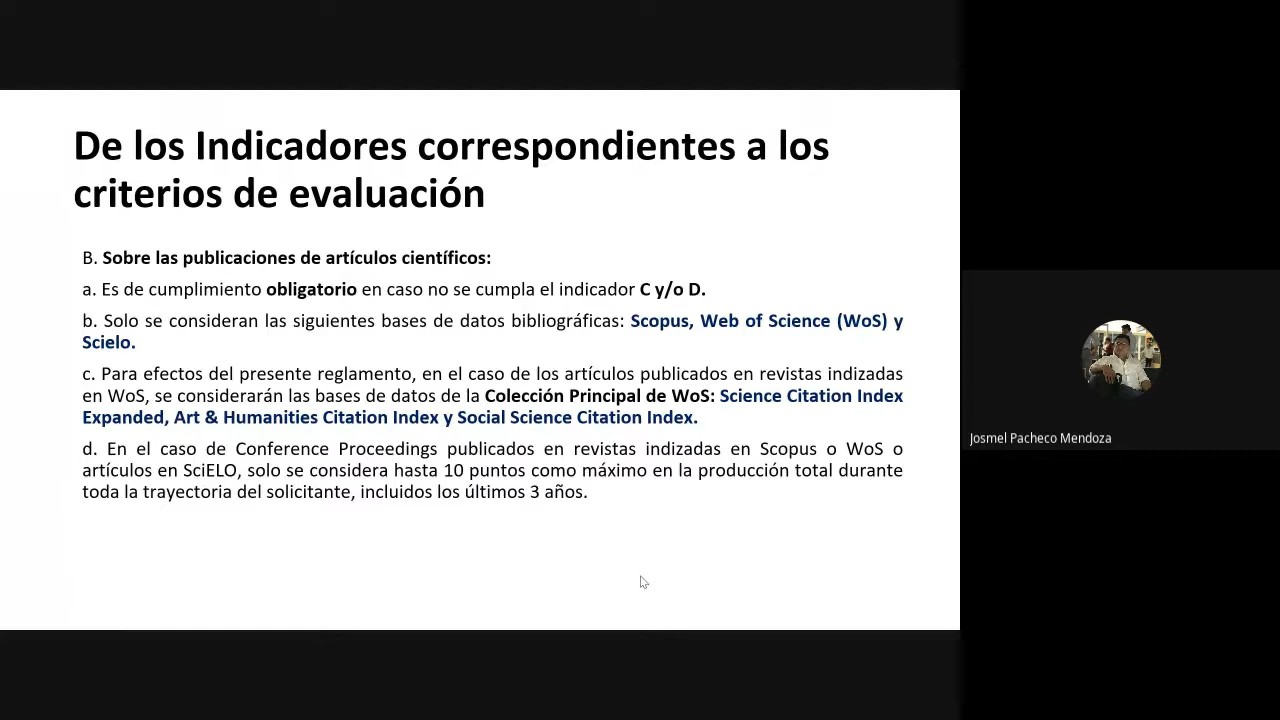 De los Indicadores correspondientes a los
criterios de evaluación
B. Sobre las publicaciones de artículos científicos:
a. Es de cumplimiento obligatorio en caso no se cumpla el indicador C y/o D.
b. Solo se consideran las siguientes bases de datos bibliográficas: Scopus, Web of Science (WoS) y
Scielo.
c. Para efectos del presente reglamento, en el caso de los artículos publicados en revistas indizadas
en WoS, se considerarán las bases de datos de la Colección Principal de WoS: Science Citation Index
Expanded, Art & Humanities Citation Index y Social Science Citation Index.
d. En el caso de Conference Proceedings publicados en revistas indizadas en Scopus o WoS o
artículos en SciELO, solo se considera hasta 10 puntos como máximo en la producción total durante
toda la trayectoria del solicitante, incluidos los últimos 3 años.
Josmel Pacheco Mendoza